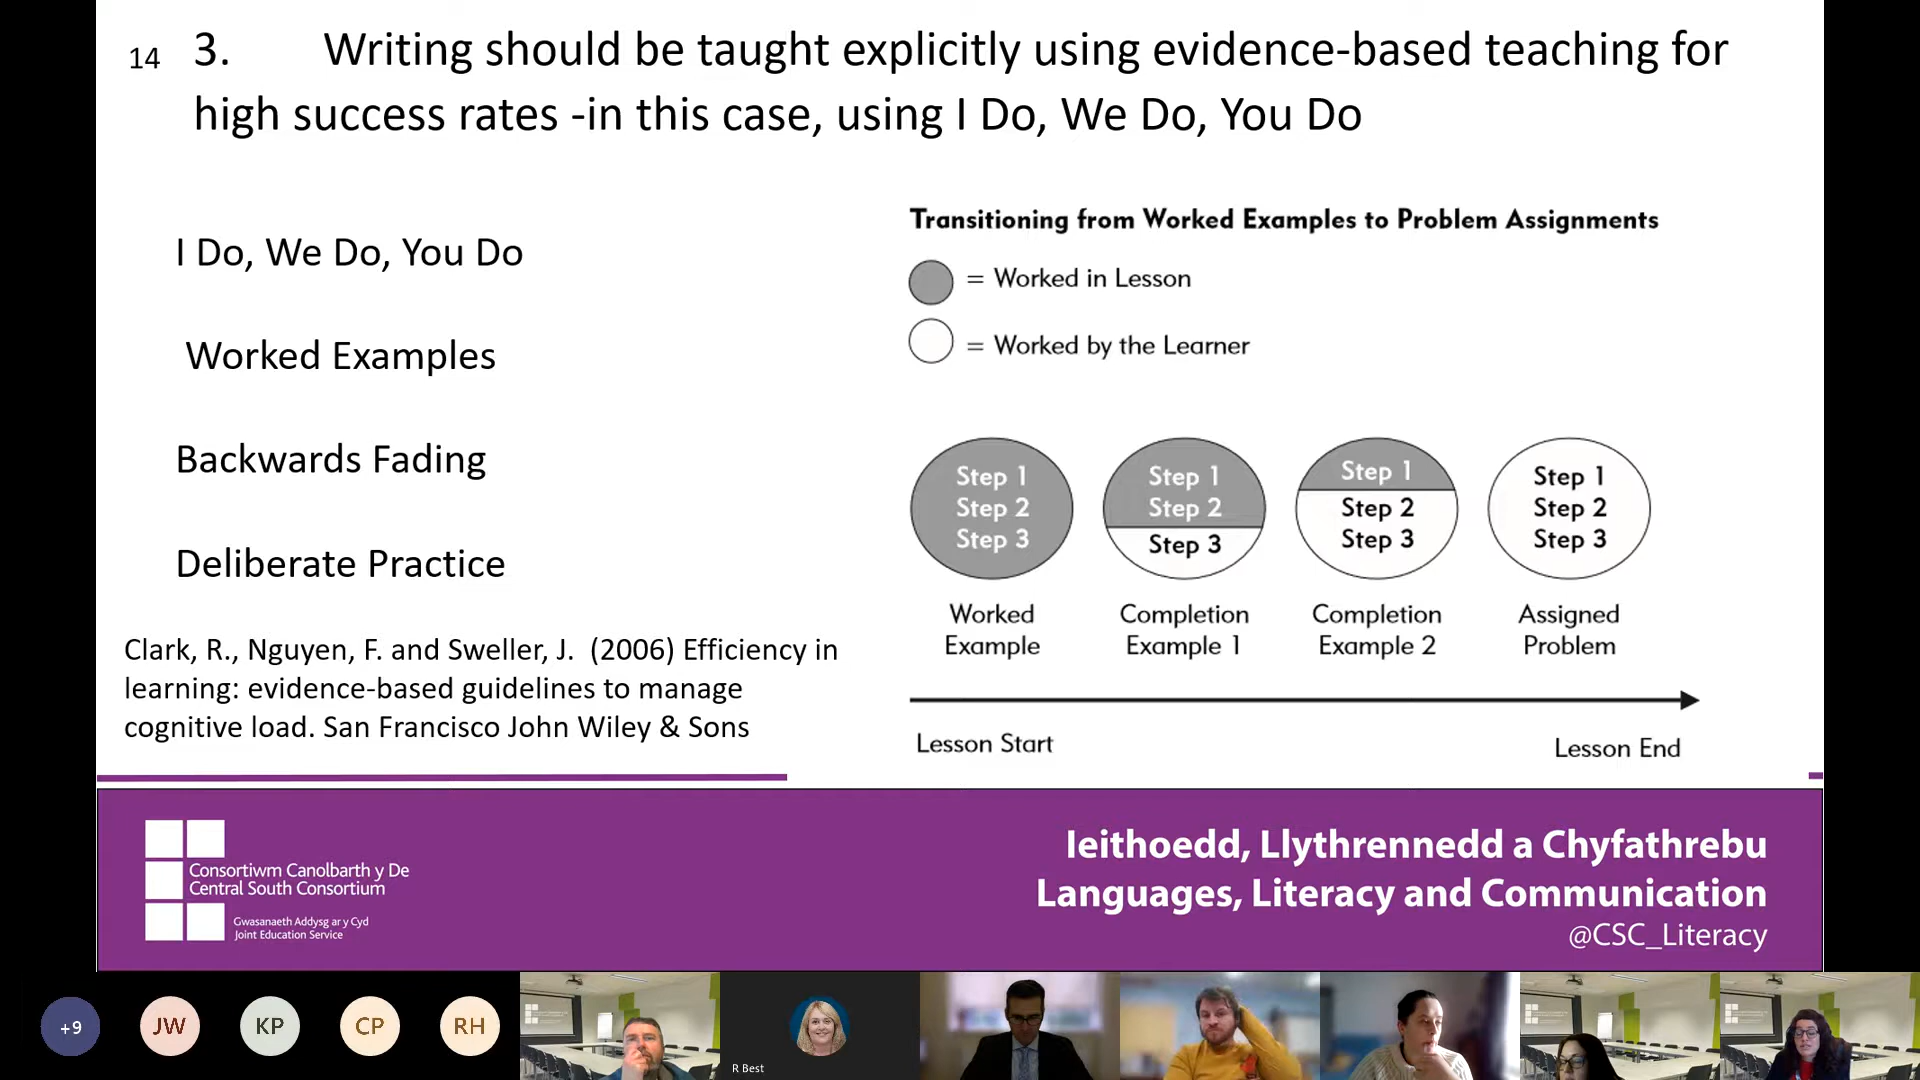 14
3. Writing should be taught explicitly using evidence-based teaching for
high success rates -in this case, using I Do, We Do, You Do
I Do, We Do, You Do
Worked Examples
Backwards Fading
Deliberate Practice
Clark, R., Nguyen, F. and Sweller, J. (2006) Efficiency in
learning: evidence-based guidelines to manage
cognitive load. San Francisco John Wiley & Sons
Transitioning from Worked Examples to Problem Assignments
= Worked in Lesson
= Worked by the Learner
Step 1
Step 2
Step 3
Worked
Example
Step 1
Step 2
Step 3
Completion
Example 1
Step 1
Step 2
Step 3
Completion
Example 2
Step 1
Step 2
Step 3
Assigned
Problem
Lesson Start
Lesson End
Consortiwm Canolbarth y De
Central South Consortium
Gwasanaeth Addysg ar y Cyd
Joint Education Service
Ieithoedd, Llythrennedd a Chyfathrebu
Languages, Literacy and Communication
@CSC_Literacy
+9
JW
KP
CP
RH
R Best